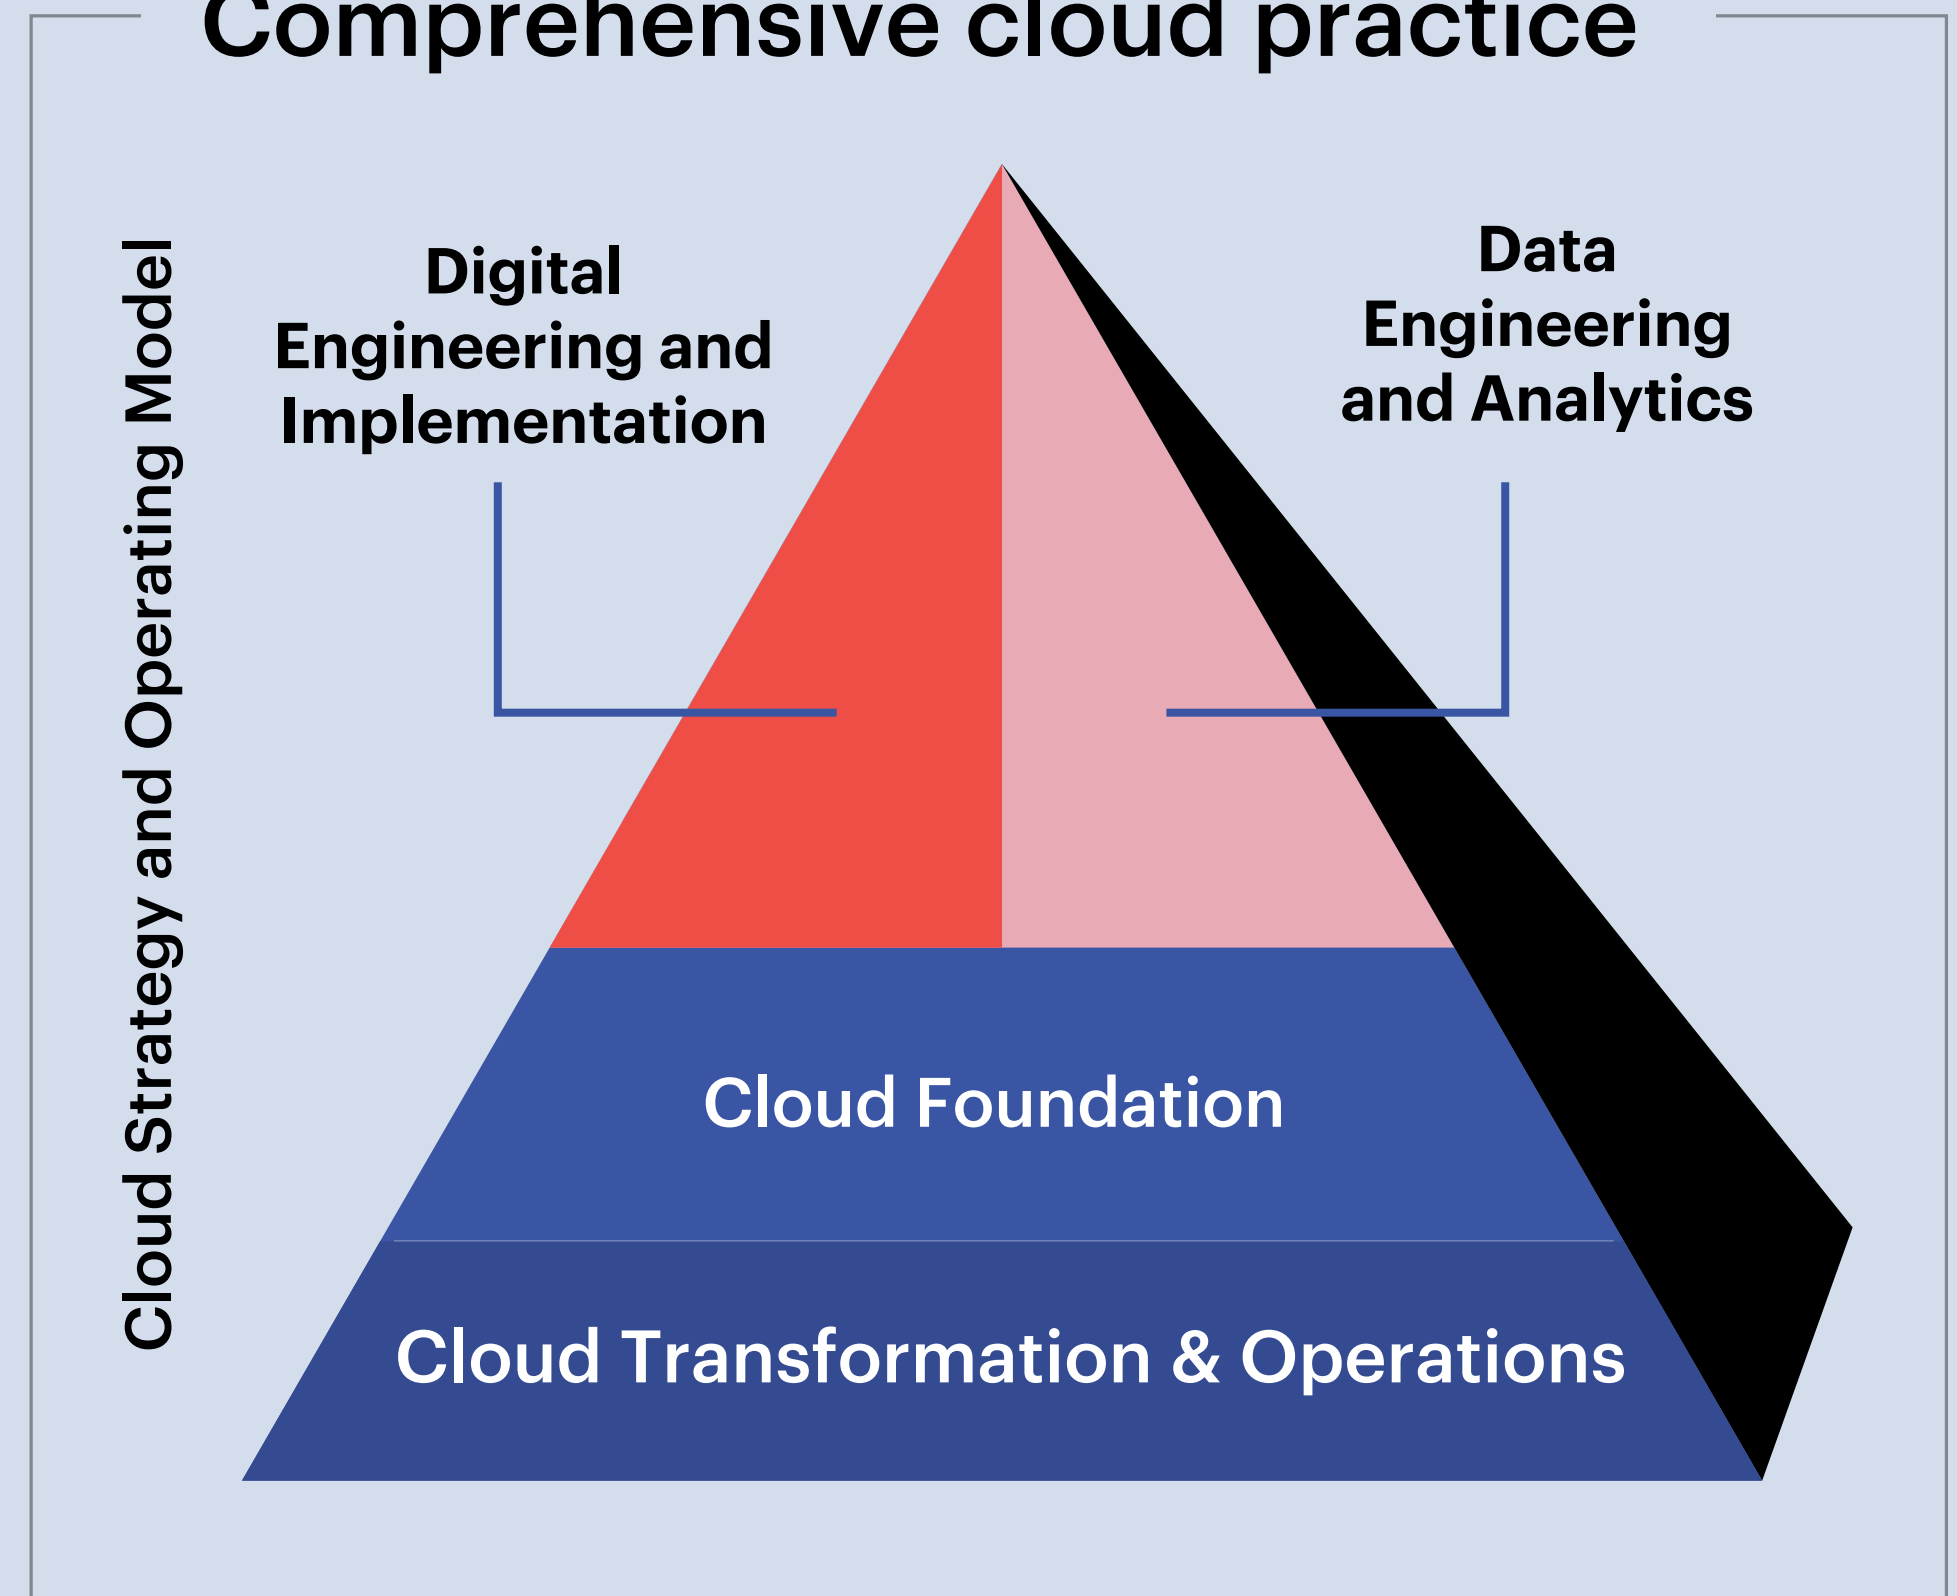 Comprehensive cloud practice
Cloud Strategy and Operating Model
Digital
Engineering and
Implementation
Data
Engineering
and Analytics
Cloud Foundation
Cloud Transformation & Operations